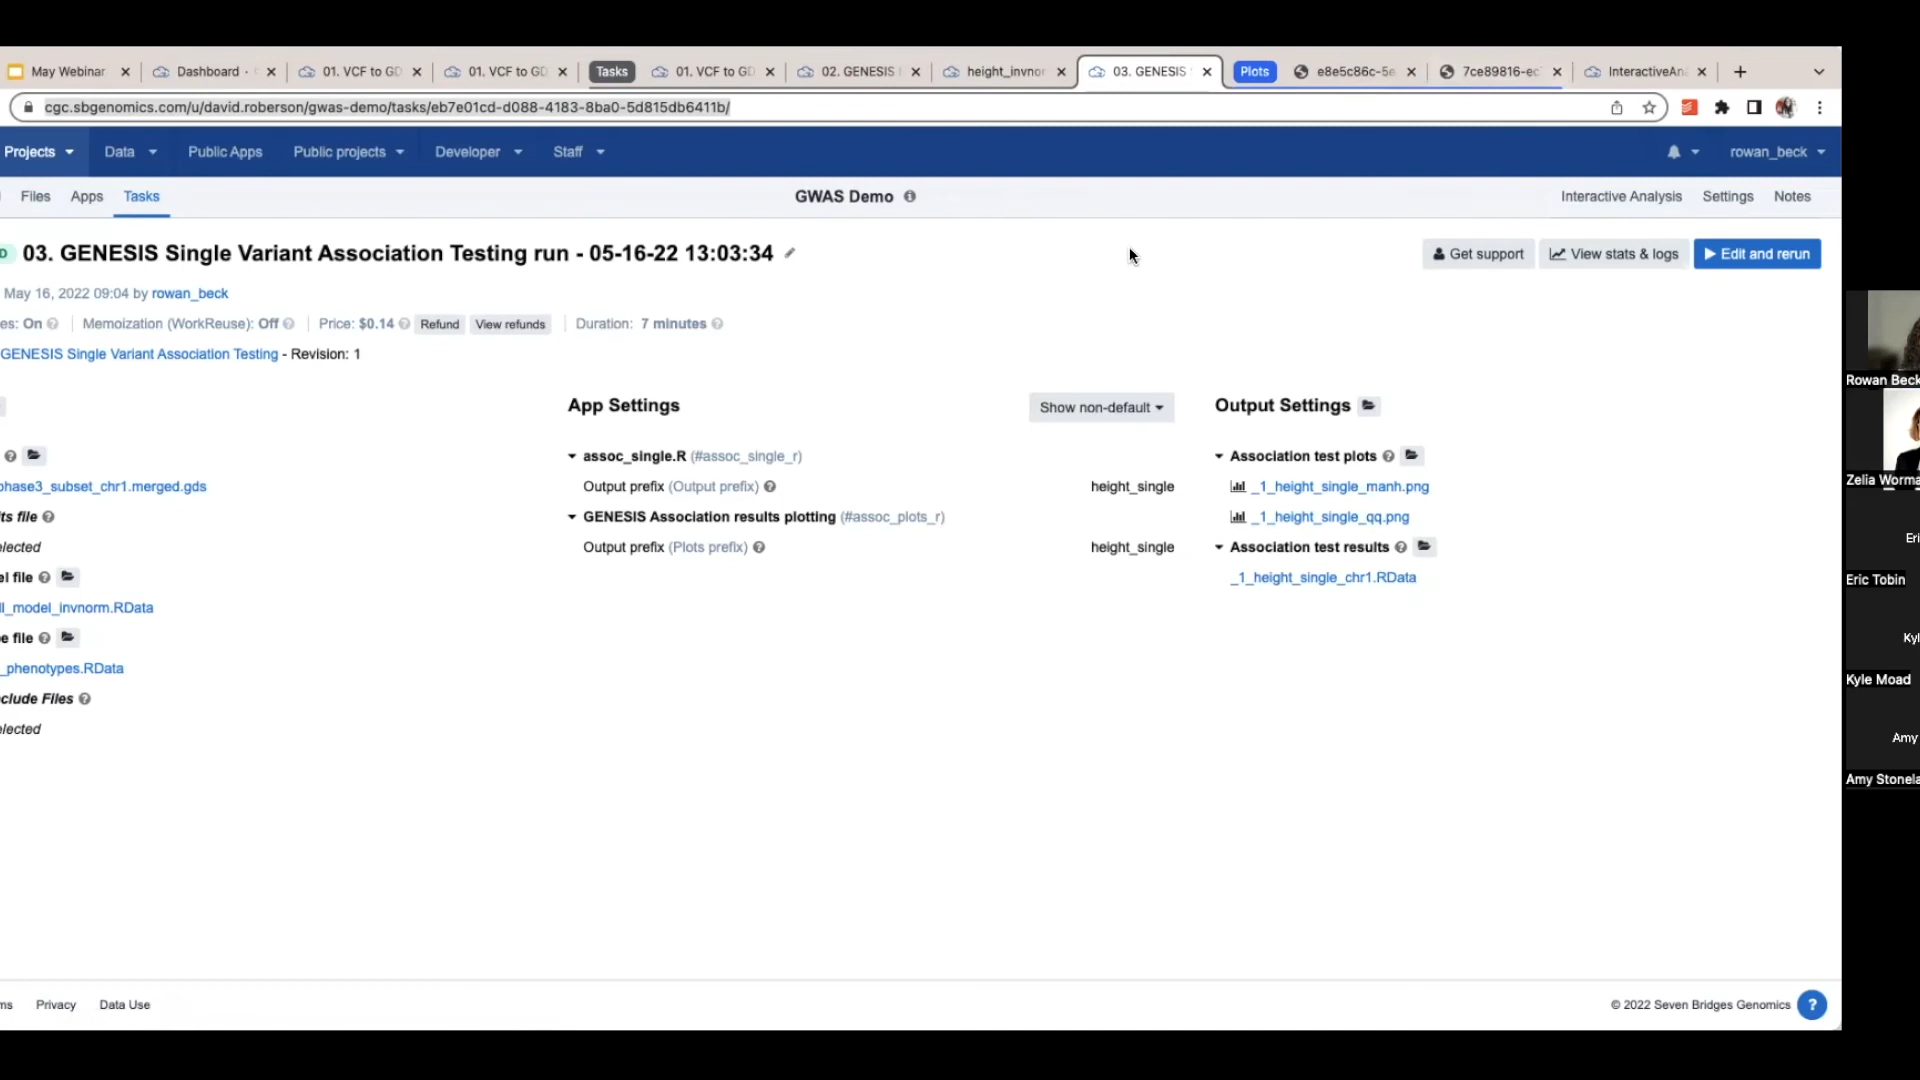 May Webinar
Dashboard ·
01. VCF to GD
01. VCF to GD
Tasks
01. VCF to GD
02. GENESIS
height_invnor
03. GENESIS
Plots
e8e5c86c-5e
7ce89816-ec
InteractiveAn
cgc.sbgenomics.com/u/david.roberson/gwas-demo/tasks/eb7e01cd-d088-4183-8ba0-5d815db6411b/
Projects Data Public Apps Public projects Developer Staff rowan_beck
Files Apps Tasks GWAS Demo Interactive Analysis Settings Notes
D 03. GENESIS Single Variant Association Testing run - 05-16-22 13:03:34
Get support View stats & logs Edit and rerun
May 16, 2022 09:04 by rowan_beck
es: On Memoization (WorkReuse): Off Price: $0.14 Refund View refunds Duration: 7 minutes
GENESIS Single Variant Association Testing - Revision: 1
phase3_subset_chr1.merged.gds
ts file
elected
el file
ll_model_invnorm.RData
e file
_phenotypes.RData
clude Files
elected
App Settings Show non-default
assoc_single.R (#assoc_single_r)
Output prefix (Output prefix) height_single
GENESIS Association results plotting (#assoc_plots_r)
Output prefix (Plots prefix) height_single
Output Settings
Association test plots
_1_height_single_manh.png
_1_height_single_qq.png
Association test results
_1_height_single_chr1.RData
ms Privacy Data Use
© 2022 Seven Bridges Genomics
?
Rowan Beck
Zelia Worma
Eri
Eric Tobin
Kyl
Kyle Moad
Amy
Amy Stonela